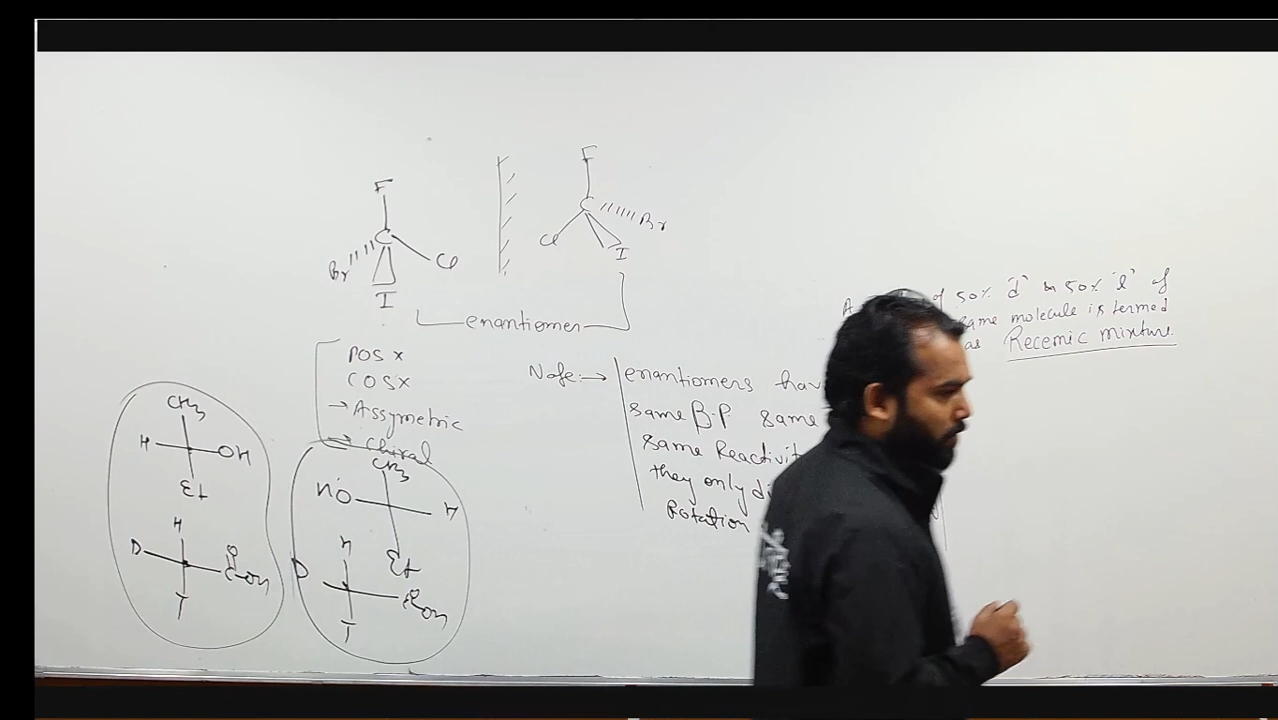 F
C
Br
Cl
I
F
C
Br
Cl
I
enantiomer
POS x
COS x
→ Assymetric
→ Chiral
Note:→
enantiomers hav
same B.P same
same Reactivit
they only di
Rotation
of 50% 'd' 50% 'l' of
same molecule is termed
as Recemic mixture.
CH3
H OH
Et
H
D
O
C-OH
T
CH3
HO H
Et
H
D
COOH
T